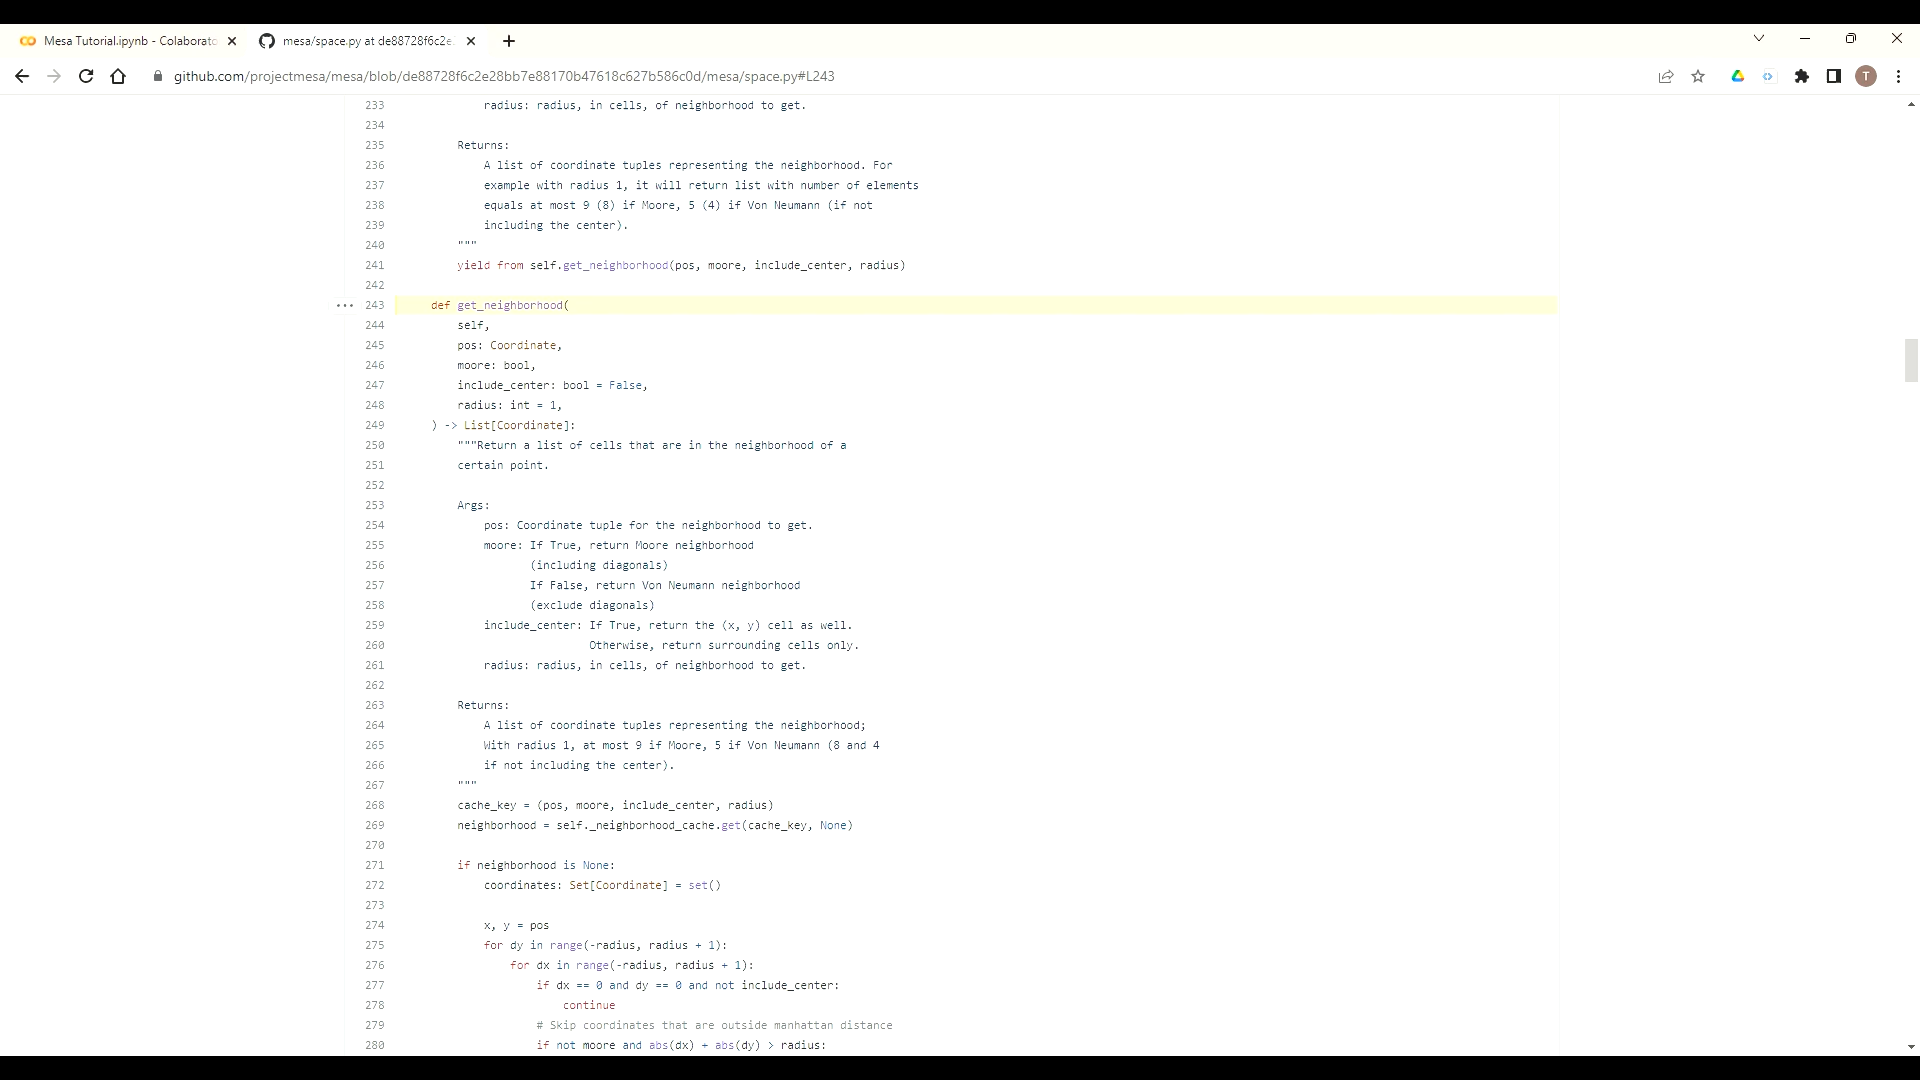 Mesa Tutorial.ipynb - Colaborato
mesa/space.py at de88728f6c2e
github.com/projectmesa/mesa/blob/de88728f6c2e28bb7e88170b47618c627b586c0d/mesa/space.py#L243
T
233 radius: radius, in cells, of neighborhood to get.
234
235 Returns:
236 A list of coordinate tuples representing the neighborhood. For
237 example with radius 1, it will return list with number of elements
238 equals at most 9 (8) if Moore, 5 (4) if Von Neumann (if not
239 including the center).
240 """
241 yield from self.get_neighborhood(pos, moore, include_center, radius)
242
243 def get_neighborhood(
244 self,
245 pos: Coordinate,
246 moore: bool,
247 include_center: bool = False,
248 radius: int = 1,
249 ) -> List[Coordinate]:
250 """Return a list of cells that are in the neighborhood of a
251 certain point.
252
253 Args:
254 pos: Coordinate tuple for the neighborhood to get.
255 moore: If True, return Moore neighborhood
256 (including diagonals)
257 If False, return Von Neumann neighborhood
258 (exclude diagonals)
259 include_center: If True, return the (x, y) cell as well.
260 Otherwise, return surrounding cells only.
261 radius: radius, in cells, of neighborhood to get.
262
263 Returns:
264 A list of coordinate tuples representing the neighborhood;
265 With radius 1, at most 9 if Moore, 5 if Von Neumann (8 and 4
266 if not including the center).
267 """
268 cache_key = (pos, moore, include_center, radius)
269 neighborhood = self._neighborhood_cache.get(cache_key, None)
270
271 if neighborhood is None:
272 coordinates: Set[Coordinate] = set()
273
274 x, y = pos
275 for dy in range(-radius, radius + 1):
276 for dx in range(-radius, radius + 1):
277 if dx == 0 and dy == 0 and not include_center:
278 continue
279 # Skip coordinates that are outside manhattan distance
280 if not moore and abs(dx) + abs(dy) > radius: